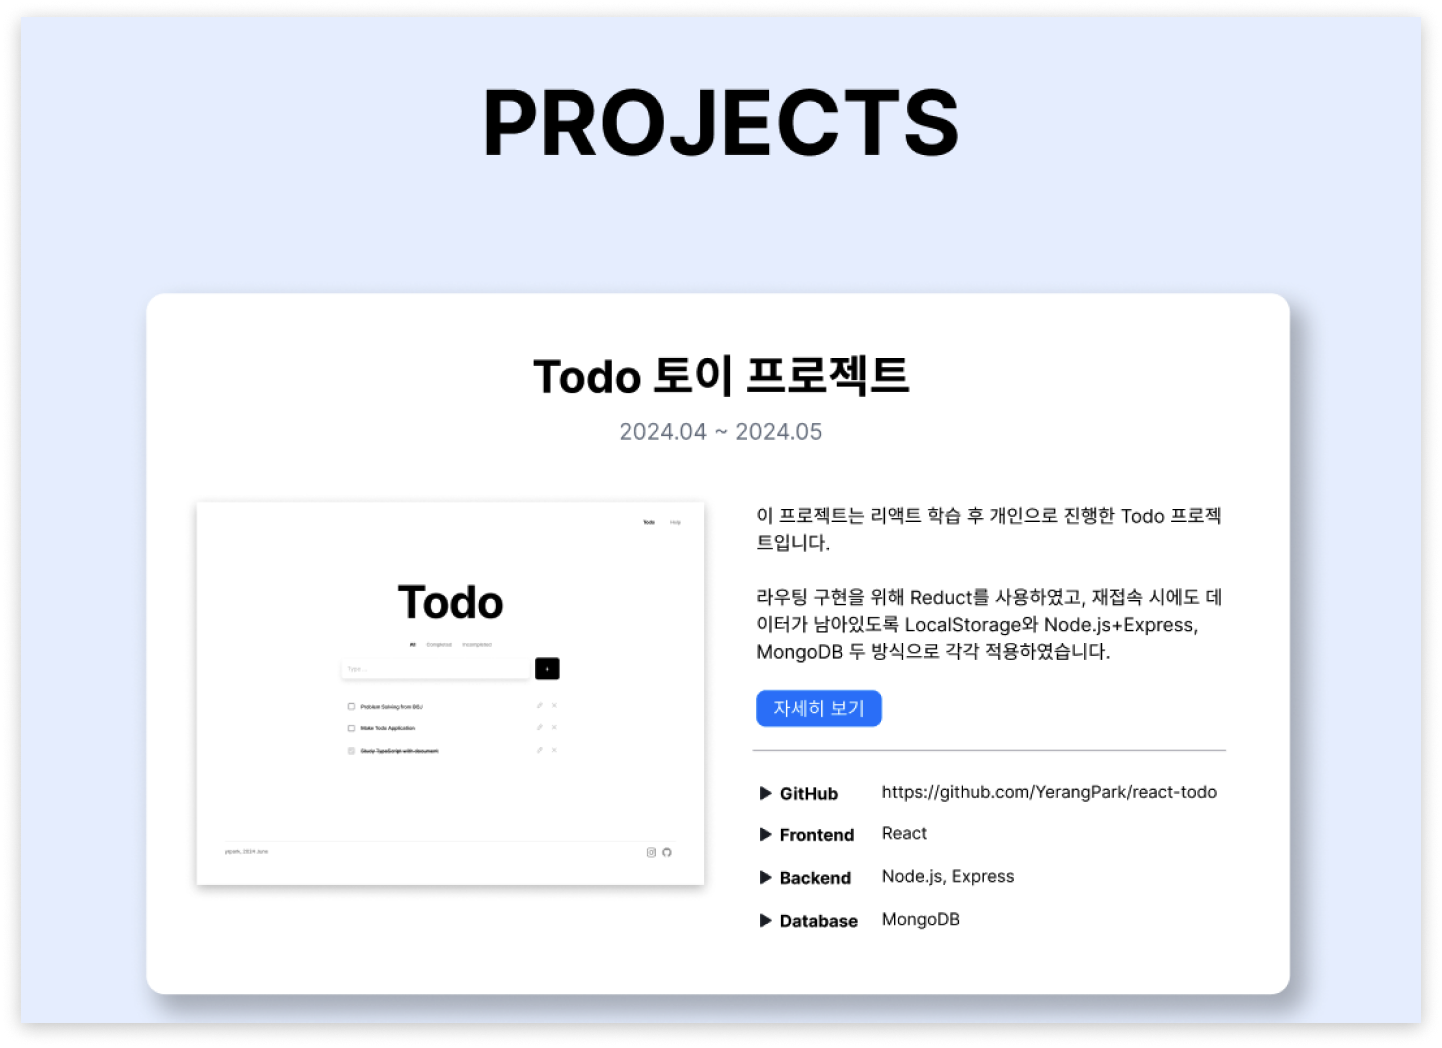 PROJECTS
Todo 토이 프로젝트
2024.04 ~ 2024.05
Todo Help
Todo
All Completed Incompleted
Todo ...
+
Problem Solving from BOJ
Make Todo Application
Study TypeScript with document
yrpark, 2024 June
이 프로젝트는 리액트 학습 후 개인으로 진행한 Todo 프로젝
트입니다.
라우팅 구현을 위해 Reduct를 사용하였고, 재접속 시에도 데
이터가 남아있도록 LocalStorage와 Node.js+Express,
MongoDB 두 방식으로 각각 적용하였습니다.
자세히 보기
▶ GitHub https://github.com/YerangPark/react-todo
▶ Frontend React
▶ Backend Node.js, Express
▶ Database MongoDB